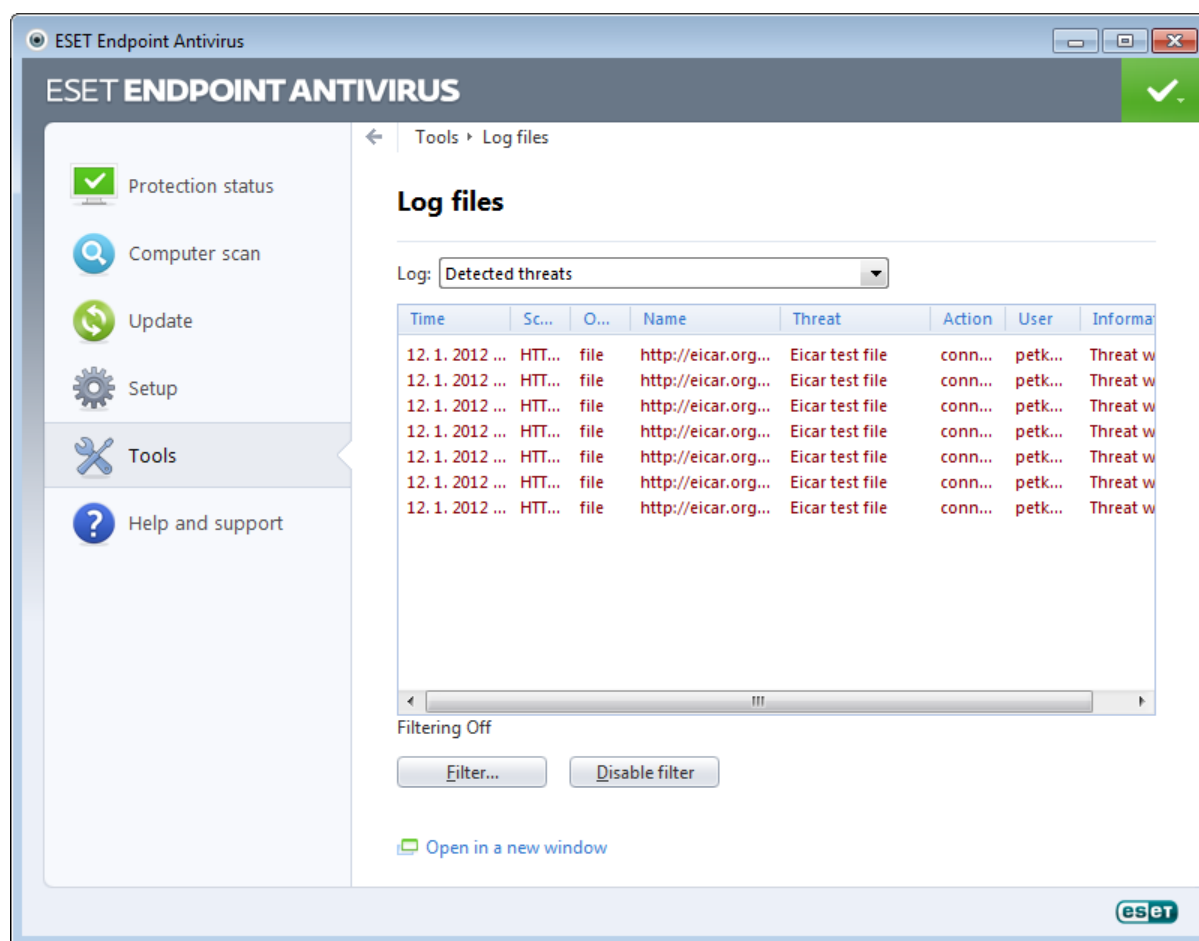 ESET Endpoint Antivirus
ESET ENDPOINT ANTIVIRUS
Tools ▸ Log files
Protection status
Computer scan
Update
Setup
Tools
Help and support
Log files
Log: Detected threats
Time Sc... O... Name Threat Action User Informa
12. 1. 2012 ... HTT... file http://eicar.org... Eicar test file conn... petk... Threat w
12. 1. 2012 ... HTT... file http://eicar.org... Eicar test file conn... petk... Threat w
12. 1. 2012 ... HTT... file http://eicar.org... Eicar test file conn... petk... Threat w
12. 1. 2012 ... HTT... file http://eicar.org... Eicar test file conn... petk... Threat w
12. 1. 2012 ... HTT... file http://eicar.org... Eicar test file conn... petk... Threat w
12. 1. 2012 ... HTT... file http://eicar.org... Eicar test file conn... petk... Threat w
12. 1. 2012 ... HTT... file http://eicar.org... Eicar test file conn... petk... Threat w
Filtering Off
Filter... Disable filter
Open in a new window
eseT